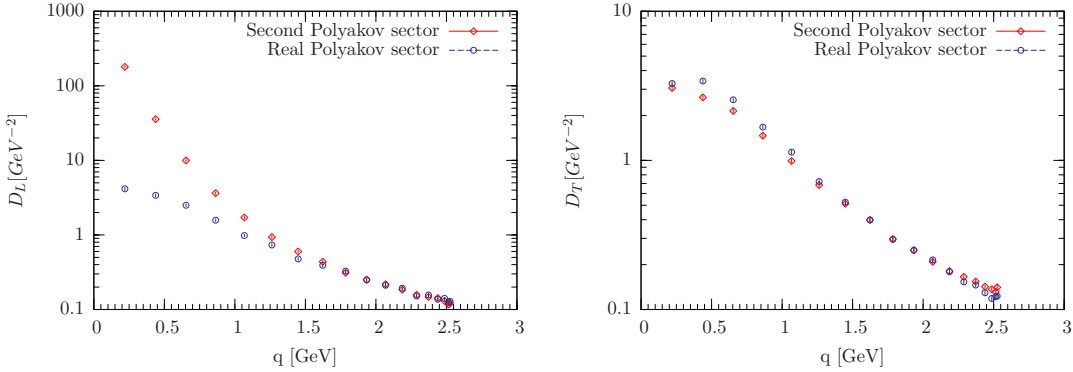 1000
100
10
1
0.1
D_L[GeV^{-2}]
Second Polyakov sector
Real Polyakov sector
0 0.5 1 1.5 2 2.5 3
q [GeV]
10
1
0.1
D_T[GeV^{-2}]
Second Polyakov sector
Real Polyakov sector
0 0.5 1 1.5 2 2.5 3
q [GeV]